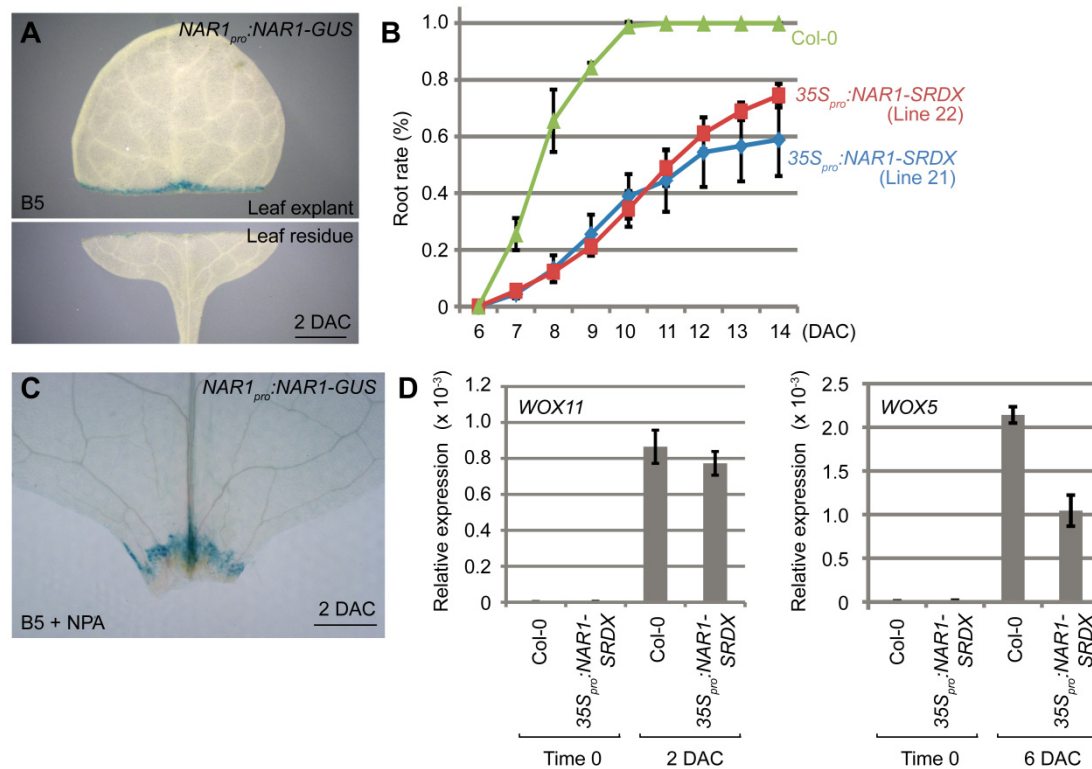 A
NAR1pro:NAR1-GUS
B5
Leaf explant
Leaf residue
2 DAC
B
Root rate (%)
1.0
0.8
0.6
0.4
0.2
0
6 7 8 9 10 11 12 13 14 (DAC)
Col-0
35Spro:NAR1-SRDX
(Line 22)
35Spro:NAR1-SRDX
(Line 21)
C
NAR1pro:NAR1-GUS
B5 + NPA
2 DAC
D
Relative expression (x 10-3)
1.2
1.0
0.8
0.6
0.4
0.2
0
WOX11
Col-0
35Spro:NAR1-
SRDX
Col-0
35Spro:NAR1-
SRDX
Time 0
2 DAC
Relative expression (x 10-3)
2.5
2.0
1.5
1.0
0.5
0
WOX5
Col-0
35Spro:NAR1-
SRDX
Col-0
35Spro:NAR1-
SRDX
Time 0
6 DAC